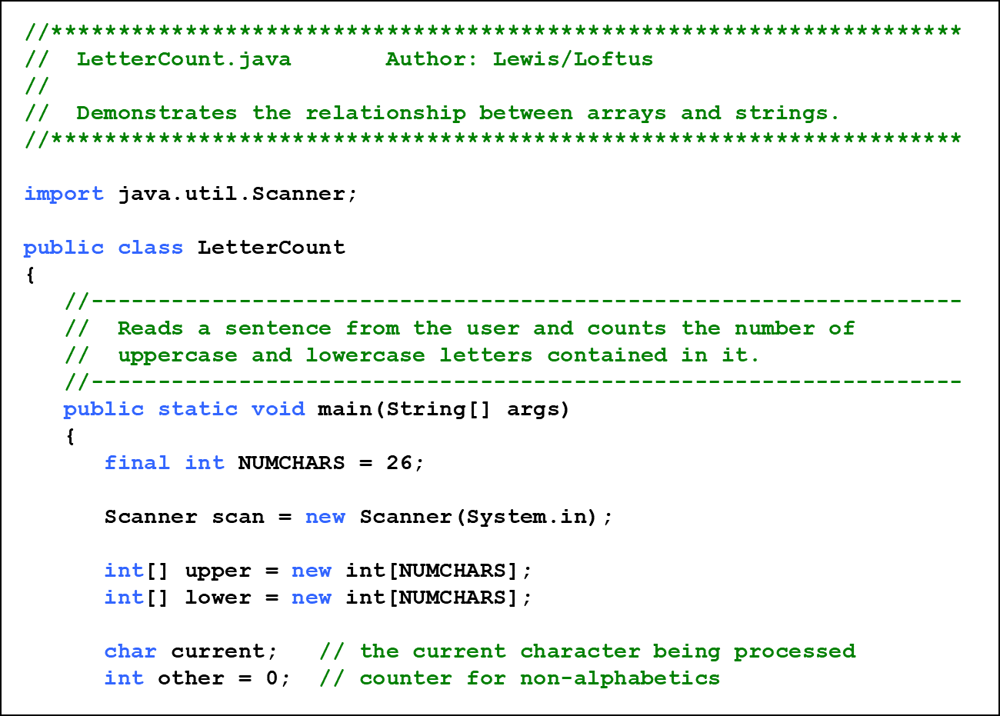 //********************************************************************
//  LetterCount.java       Author: Lewis/Loftus
//
//  Demonstrates the relationship between arrays and strings.
//********************************************************************
import java.util.Scanner;
public class LetterCount
{
   //-----------------------------------------------------------------
   //  Reads a sentence from the user and counts the number of
   //  uppercase and lowercase letters contained in it.
   //-----------------------------------------------------------------
   public static void main(String[] args)
   {
      final int NUMCHARS = 26;
      Scanner scan = new Scanner(System.in);
      int[] upper = new int[NUMCHARS];
      int[] lower = new int[NUMCHARS];
      char current;   // the current character being processed
      int other = 0;  // counter for non-alphabetics